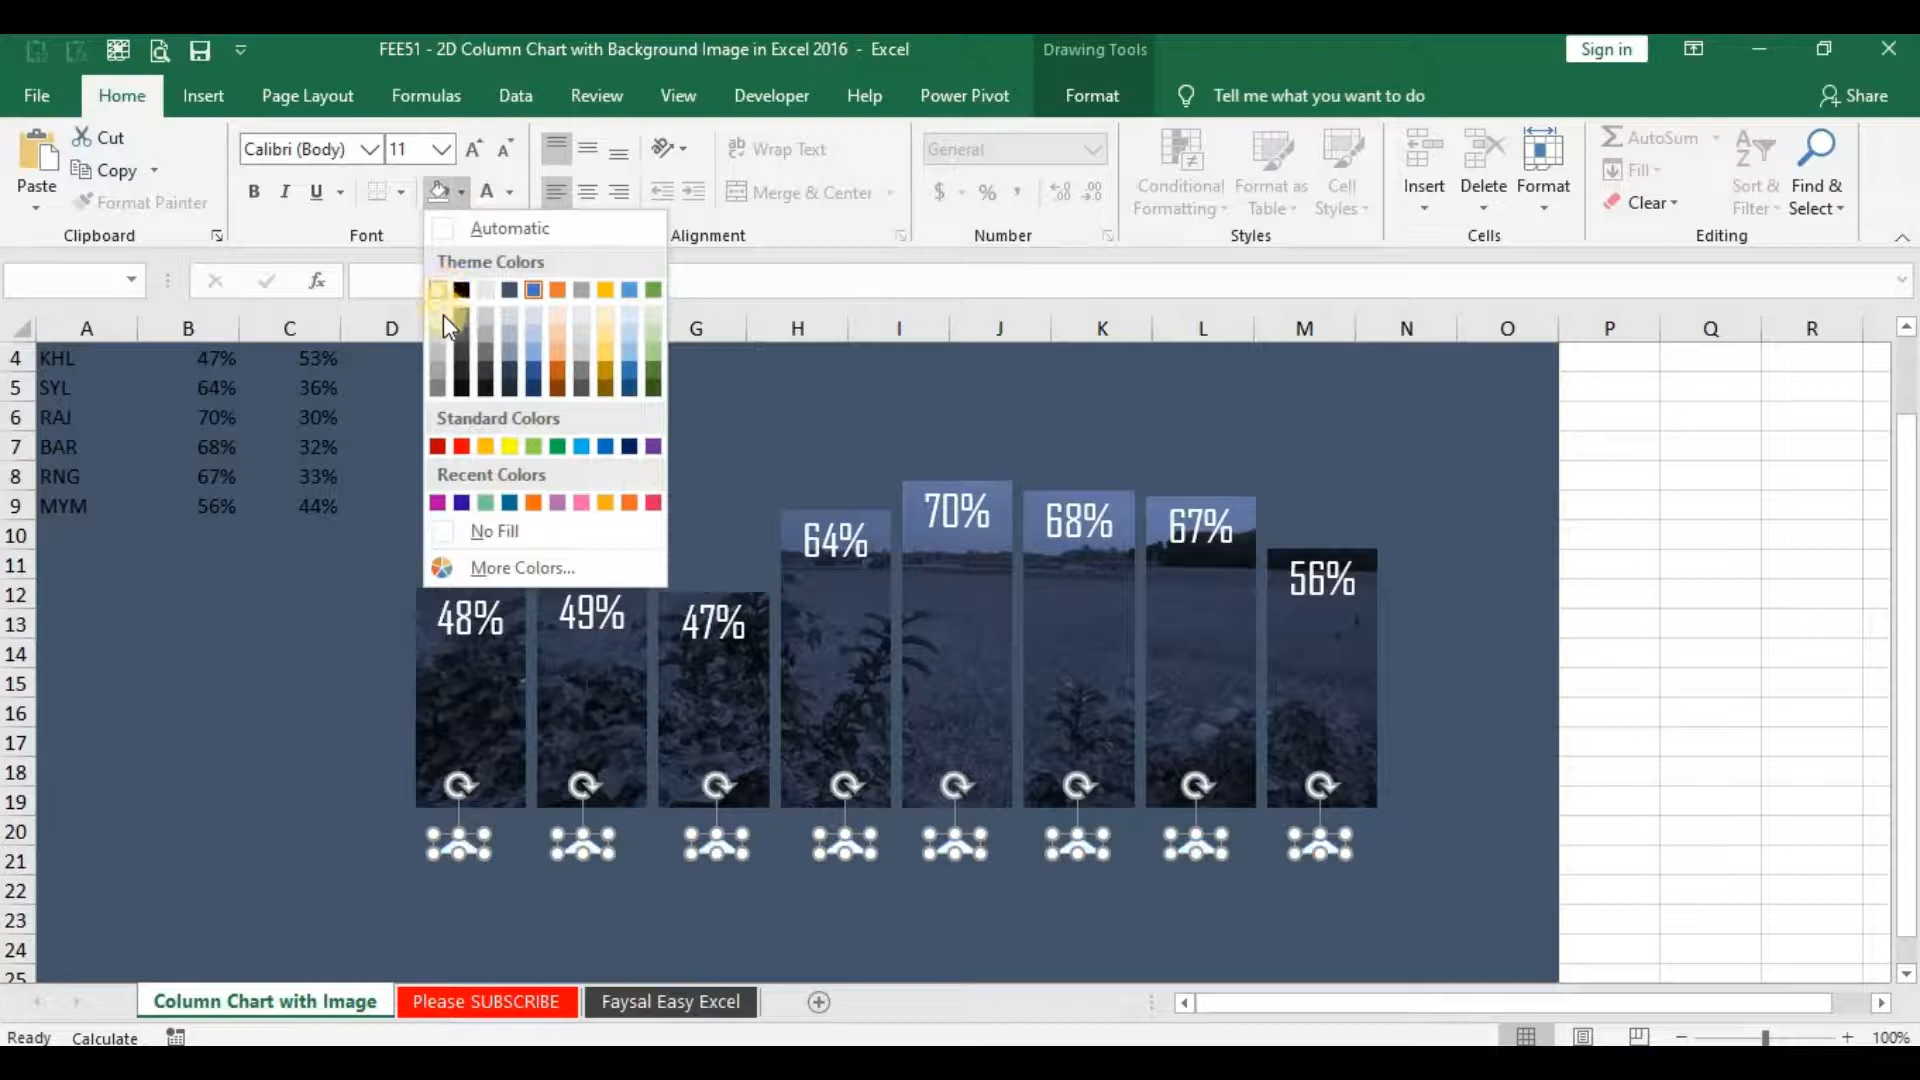 FEE51 - 2D Column Chart with Background Image in Excel 2016 - Excel
Drawing Tools
Sign in
File Home Insert Page Layout Formulas Data Review View Developer Help Power Pivot Format Tell me what you want to do Share
Paste
Cut
Copy
Format Painter
Clipboard
Calibri (Body) 11
B I U A
Font
Wrap Text
Merge & Center
Alignment
General
$ % ,
Number
Conditional Formatting
Format as Table
Cell Styles
Styles
Insert Delete Format
Cells
AutoSum
Fill
Clear
Sort & Filter
Find & Select
Editing
fx
Automatic
Theme Colors
Standard Colors
Recent Colors
No Fill
More Colors...
A B C D G H I J K L M N O P Q R
4 KHL 47% 53%
5 SYL 64% 36%
6 RAJ 70% 30%
7 BAR 68% 32%
8 RNG 67% 33%
9 MYM 56% 44%
10
11
12
13
14
15
16
17
18
19
20
21
22
23
24
25
48% 49% 47% 64% 70% 68% 67% 56%
Column Chart with Image Please SUBSCRIBE Faysal Easy Excel
Ready Calculate 100%